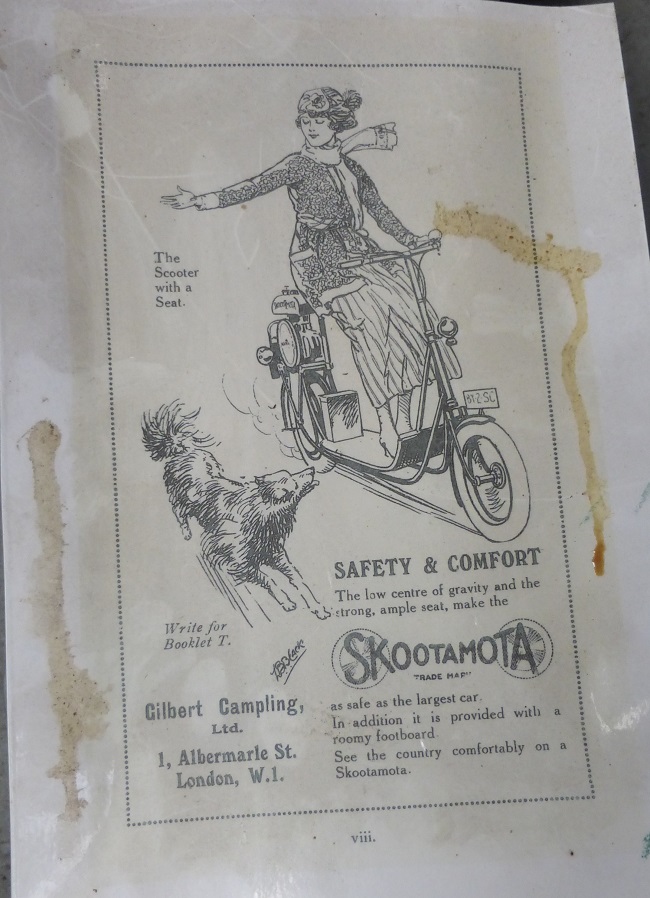 The
Scooter
with a
Seat.
SAFETY & COMFORT
The low centre of gravity and the
strong, ample seat, make the
SKOOTAMOTA
TRADE MARK
as safe as the largest car.
In addition it is provided with a
roomy footboard
See the country comfortably on a
Skootamota.
Write for
Booklet T.
Gilbert Campling,
Ltd.
1, Albermarle St.
London, W.1.
viii.